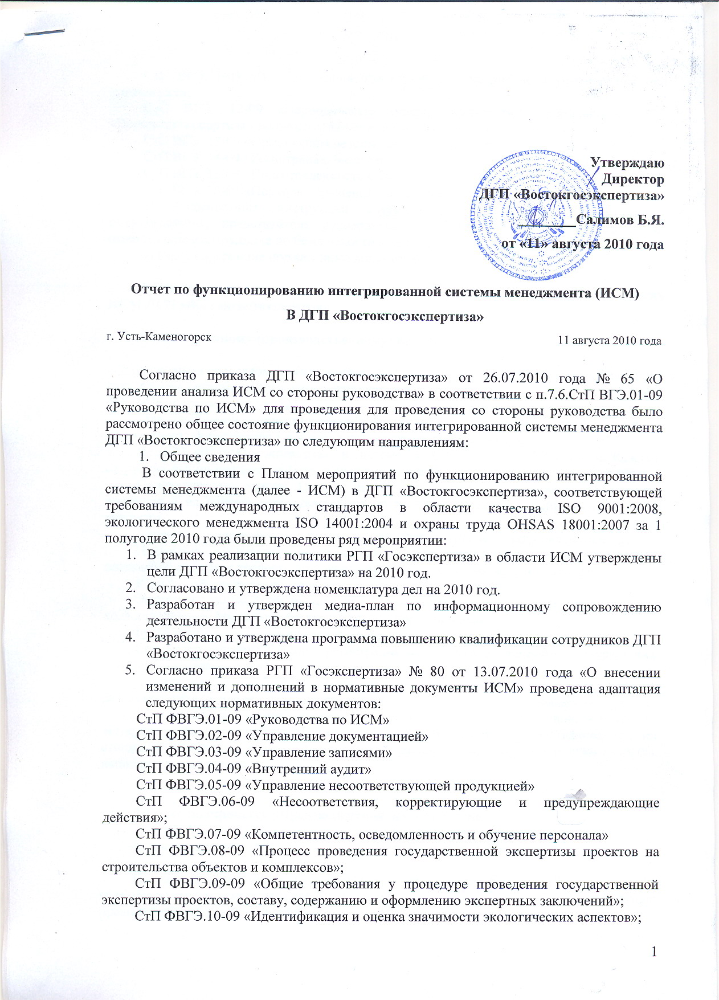 Утверждаю
Директор
ДГП «Востокгосэкспертиза»
________Салимов Б.Я.
от «11» августа 2010 года
Отчет по функционированию интегрированной системы менеджмента (ИСМ)
В ДГП «Востокгосэкспертиза»
г. Усть-Каменогорск
11 августа 2010 года
Согласно приказа ДГП «Востокгосэкспертиза» от 26.07.2010 года № 65 «О
проведении анализа ИСМ со стороны руководства» в соответствии с п.7.6.СтП ВГЭ.01-09
«Руководства по ИСМ» для проведения для проведения со стороны руководства было
рассмотрено общее состояние функционирования интегрированной системы менеджмента
ДГП «Востокгосэкспертиза» по следующим направлениям:
1. Общее сведения
В соответствии с Планом мероприятий по функционированию интегрированной
системы менеджмента (далее - ИСМ) в ДГП «Востокгосэкспертиза», соответствующей
требованиям международных стандартов в области качества ISO 9001:2008,
экологического менеджмента ISO 14001:2004 и охраны труда OHSAS 18001:2007 за 1
полугодие 2010 года были проведены ряд мероприятии:
1. В рамках реализации политики РГП «Госэкспертиза» в области ИСМ утверждены
цели ДГП «Востокгосэкспертиза» на 2010 год.
2. Согласовано и утверждена номенклатура дел на 2010 год.
3. Разработан и утвержден медиа-план по информационному сопровождению
деятельности ДГП «Востокгосэкспертиза»
4. Разработано и утверждена программа повышению квалификации сотрудников ДГП
«Востокгосэкспертиза»
5. Согласно приказа РГП «Госэкспертиза» № 80 от 13.07.2010 года «О внесении
изменений и дополнений в нормативные документы ИСМ» проведена адаптация
следующих нормативных документов:
СтП ФВГЭ.01-09 «Руководства по ИСМ»
СтП ФВГЭ.02-09 «Управление документацией»
СтП ФВГЭ.03-09 «Управление записями»
СтП ФВГЭ.04-09 «Внутренний аудит»
СтП ФВГЭ.05-09 «Управление несоответствующей продукцией»
СтП ФВГЭ.06-09 «Несоответствия, корректирующие и предупреждающие
действия»;
СтП ФВГЭ.07-09 «Компетентность, осведомленность и обучение персонала»
СтП ФВГЭ.08-09 «Процесс проведения государственной экспертизы проектов на
строительства объектов и комплексов»;
СтП ФВГЭ.09-09 «Общие требования у процедуре проведения государственной
экспертизы проектов, составу, содержанию и оформлению экспертных заключений»;
СтП ФВГЭ.10-09 «Идентификация и оценка значимости экологических аспектов»;
1